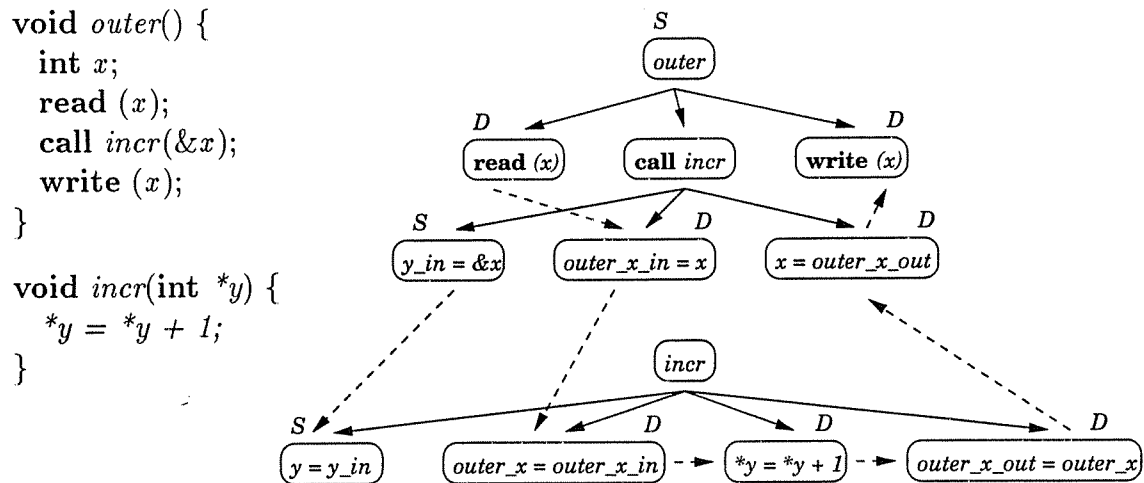 void outer() {
int x;
read (x);
call incr(&x);
write (x);
}
void incr(int *y) {
*y = *y + 1;
}
S
outer
D
D
read (x)
call incr
write (x)
S
D
D
y_in = &x
outer_x_in = x
x = outer_x_out
incr
S
D
D
D
y = y_in
outer_x = outer_x_in
*y = *y + 1
outer_x_out = outer_x